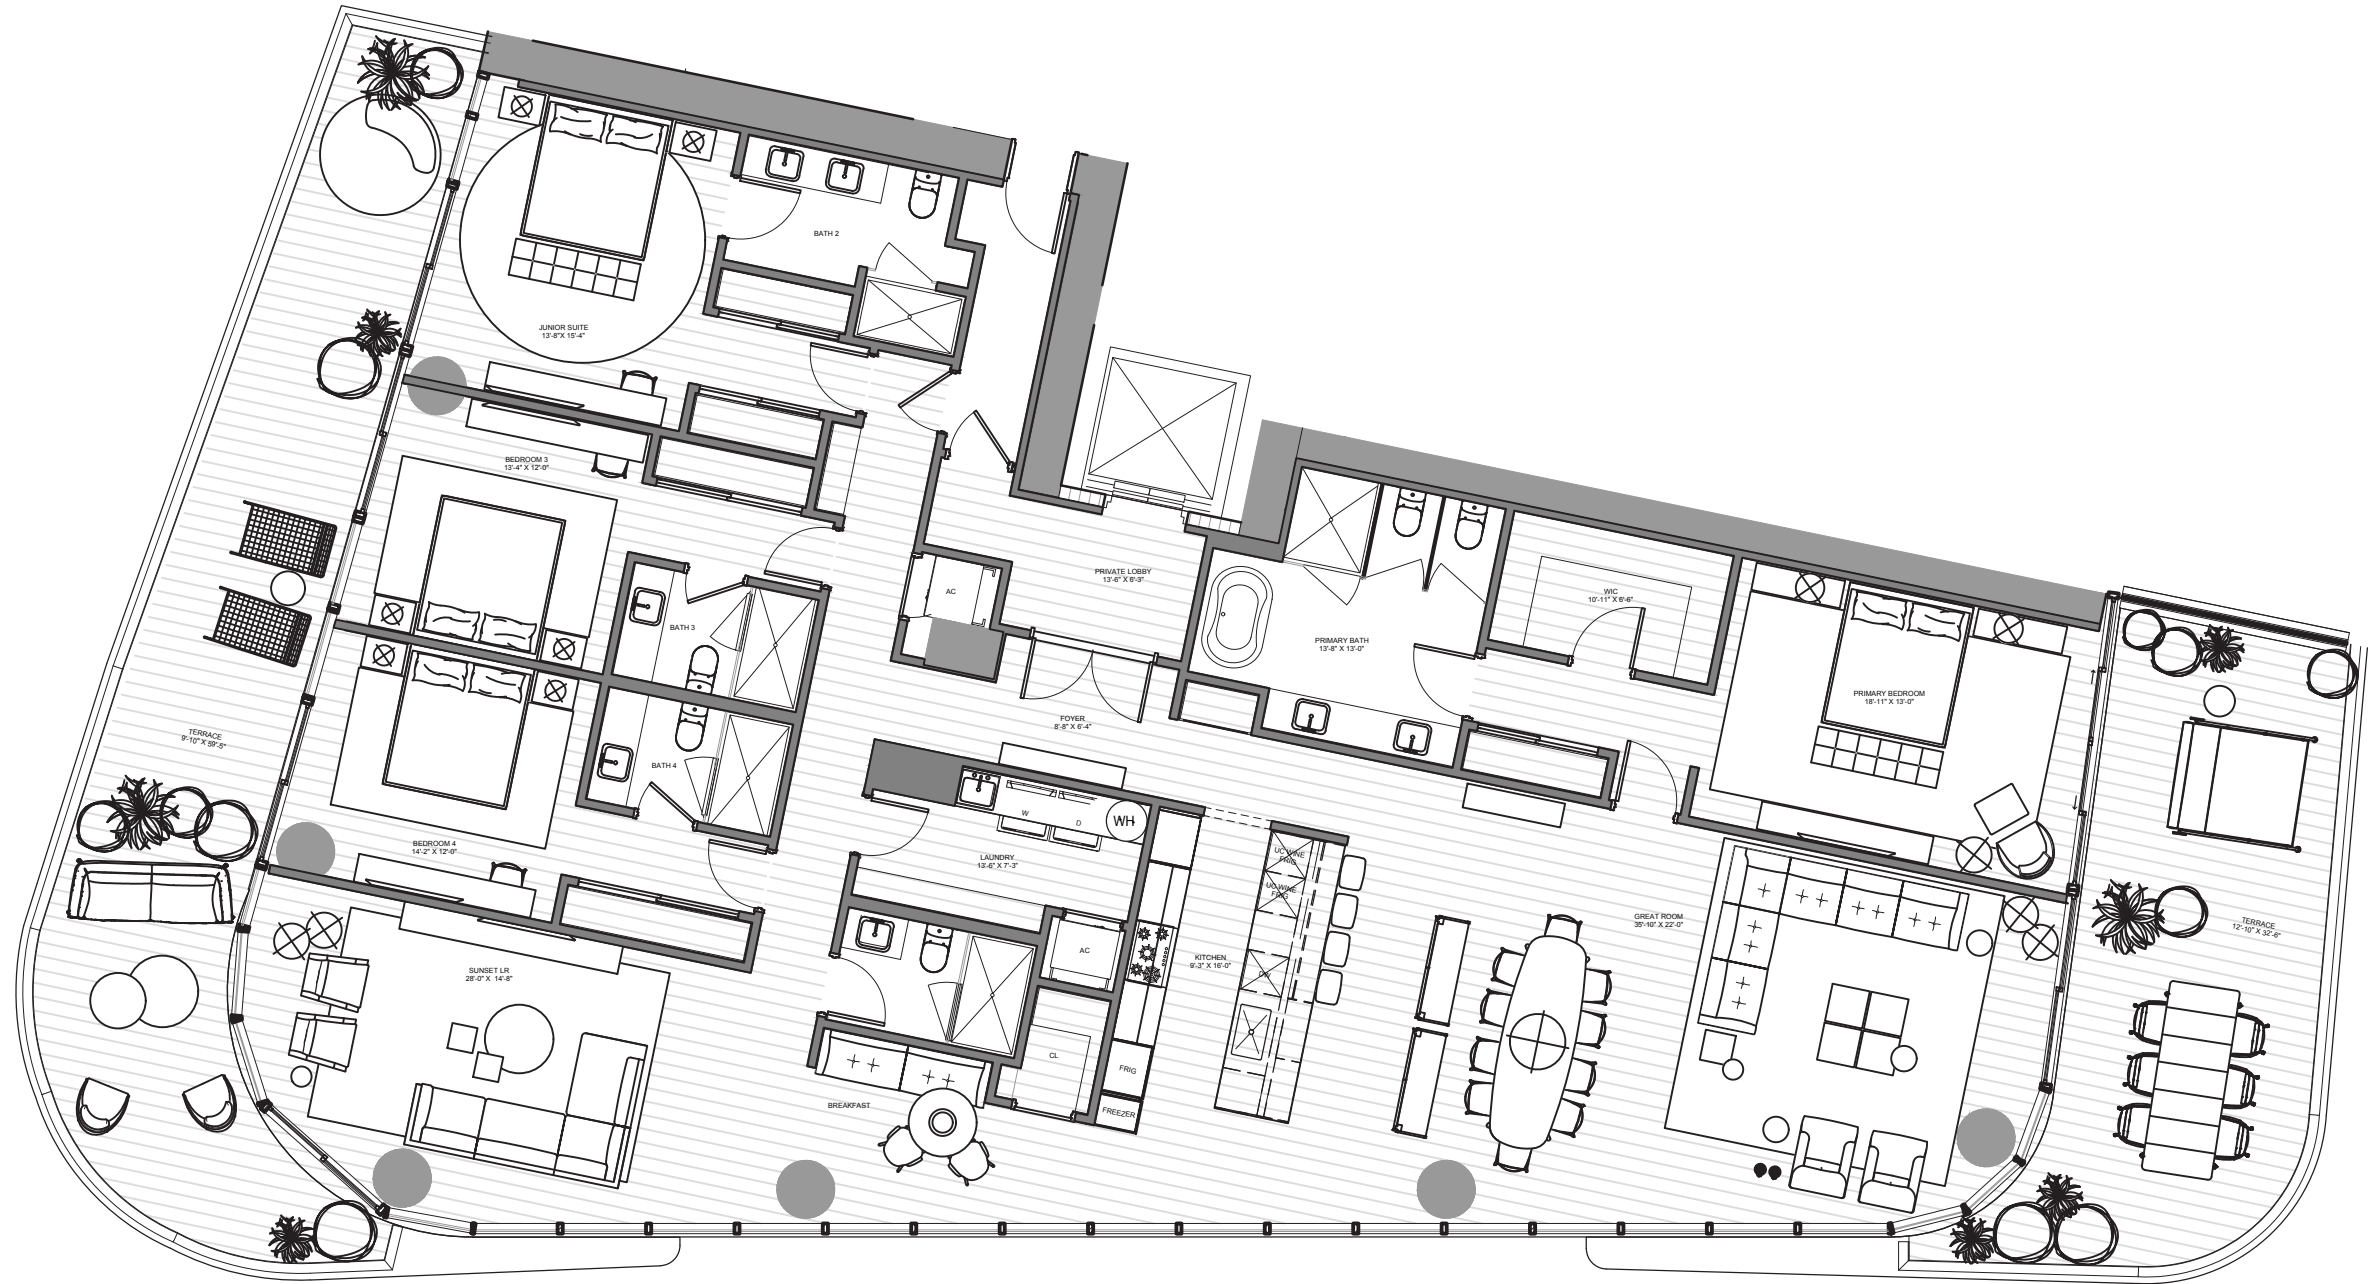 BATH 2
JUNIOR SUITE
13'-8"X 15'-4"
BEDROOM 3
13'-4" X 12'-0"
PRIVATE LOBBY
13'-6" X 6'-3"
AC
WIC
10'-11" X 6'-6"
BATH 3
PRIMARY BATH
13'-8" X 13'-0"
PRIMARY BEDROOM
18'-11" X 13'-0"
FOYER
8'-8" X 6'-4"
TERRACE
9'-10" X 59'-5"
BATH 4
W
D
WH
BEDROOM 4
14'-2" X 12'-0"
LAUNDRY
13'-6" X 7'-3"
UC WINE
FRIG
UC WINE
FRIG
GREAT ROOM
35'-10" X 22'-0"
TERRACE
12'-10" X 32'-6"
AC
KITCHEN
9'-3" X 16'-0"
DW
SUNSET LR
28'-0" X 14'-8"
CL
FRIG
BREAKFAST
FREEZER